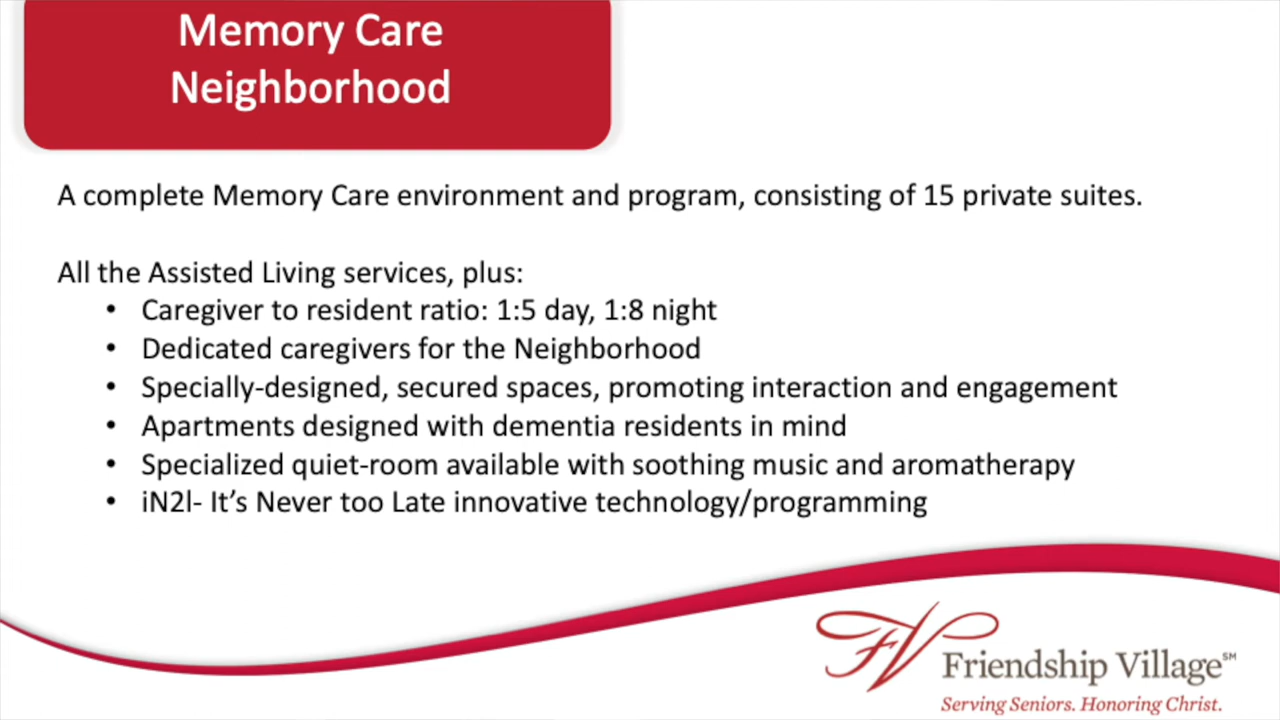 Memory Care
Neighborhood
A complete Memory Care environment and program, consisting of 15 private suites.
All the Assisted Living services, plus:
• Caregiver to resident ratio: 1:5 day, 1:8 night
• Dedicated caregivers for the Neighborhood
• Specially-designed, secured spaces, promoting interaction and engagement
• Apartments designed with dementia residents in mind
• Specialized quiet-room available with soothing music and aromatherapy
• iN2l- It’s Never too Late innovative technology/programming
FV
Friendship Village℠
Serving Seniors. Honoring Christ.